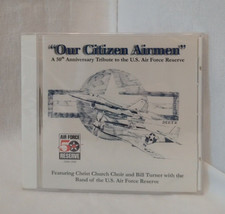 "Our Citizen Airmen"
A 50th Anniversary Tribute to the U.S. Air Force Reserve
AIR FORCE
50
RESERVE
Featuring Christ Church Choir and Bill Turner with the
Band of the U.S. Air Force Reserve